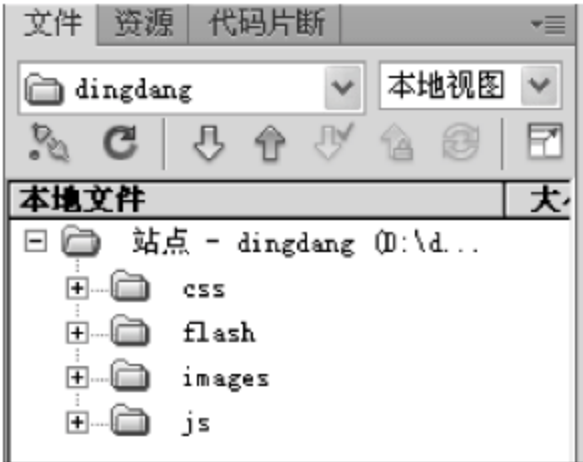 文件 资源 代码片断
dingdang 本地视图
本地文件 大
站点 - dingdang (D:\d...
css
flash
images
js